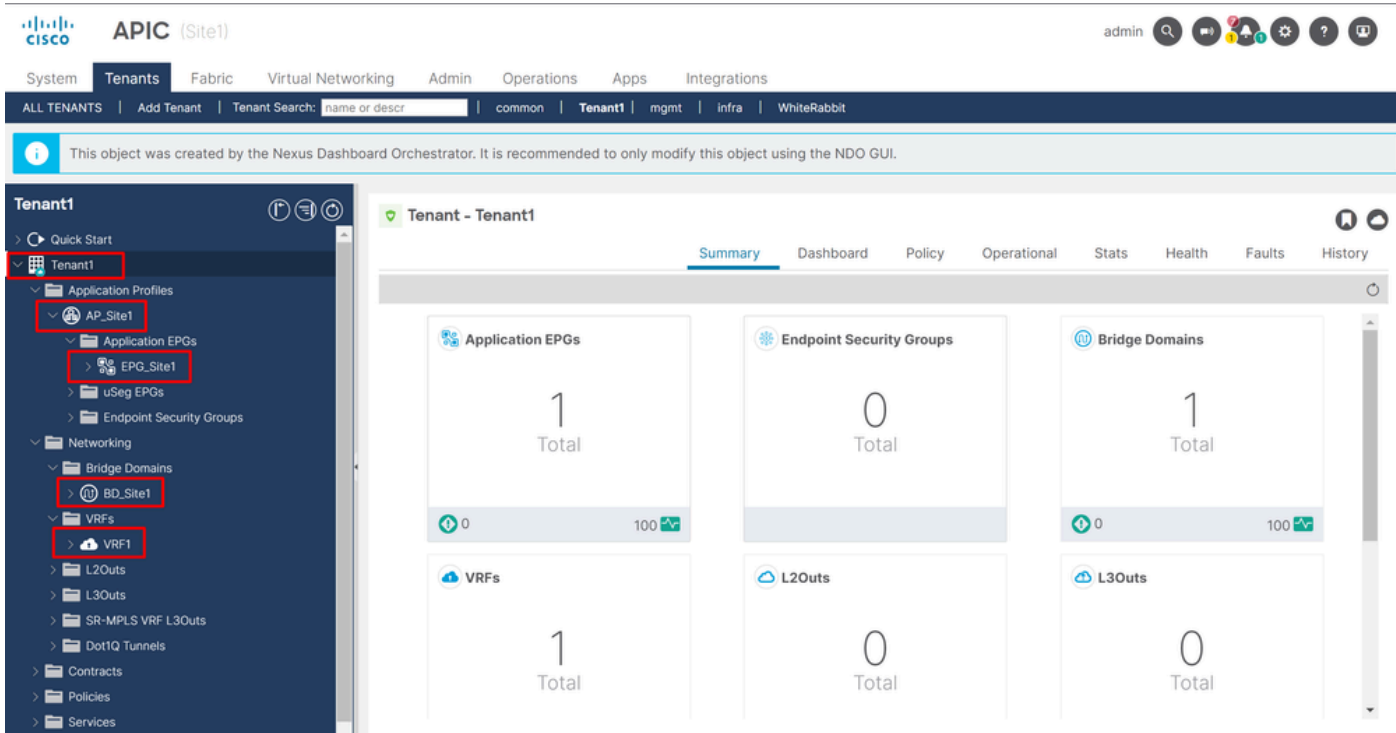 CISCO
APIC (Site1)
admin
7
1
1
System Tenants Fabric Virtual Networking Admin Operations Apps Integrations
ALL TENANTS | Add Tenant | Tenant Search: name or descr | common | Tenant1 | mgmt | infra | WhiteRabbit
This object was created by the Nexus Dashboard Orchestrator. It is recommended to only modify this object using the NDO GUI.
Tenant1
Quick Start
Tenant1
Application Profiles
AP_Site1
Application EPGs
EPG_Site1
uSeg EPGs
Endpoint Security Groups
Networking
Bridge Domains
BD_Site1
VRFs
VRF1
L2Outs
L3Outs
SR-MPLS VRF L3Outs
Dot1Q Tunnels
Contracts
Policies
Services
Tenant - Tenant1
Summary Dashboard Policy Operational Stats Health Faults History
Application EPGs
1
Total
0 100
Endpoint Security Groups
0
Total
Bridge Domains
1
Total
0 100
VRFs
1
Total
L2Outs
0
Total
L3Outs
0
Total